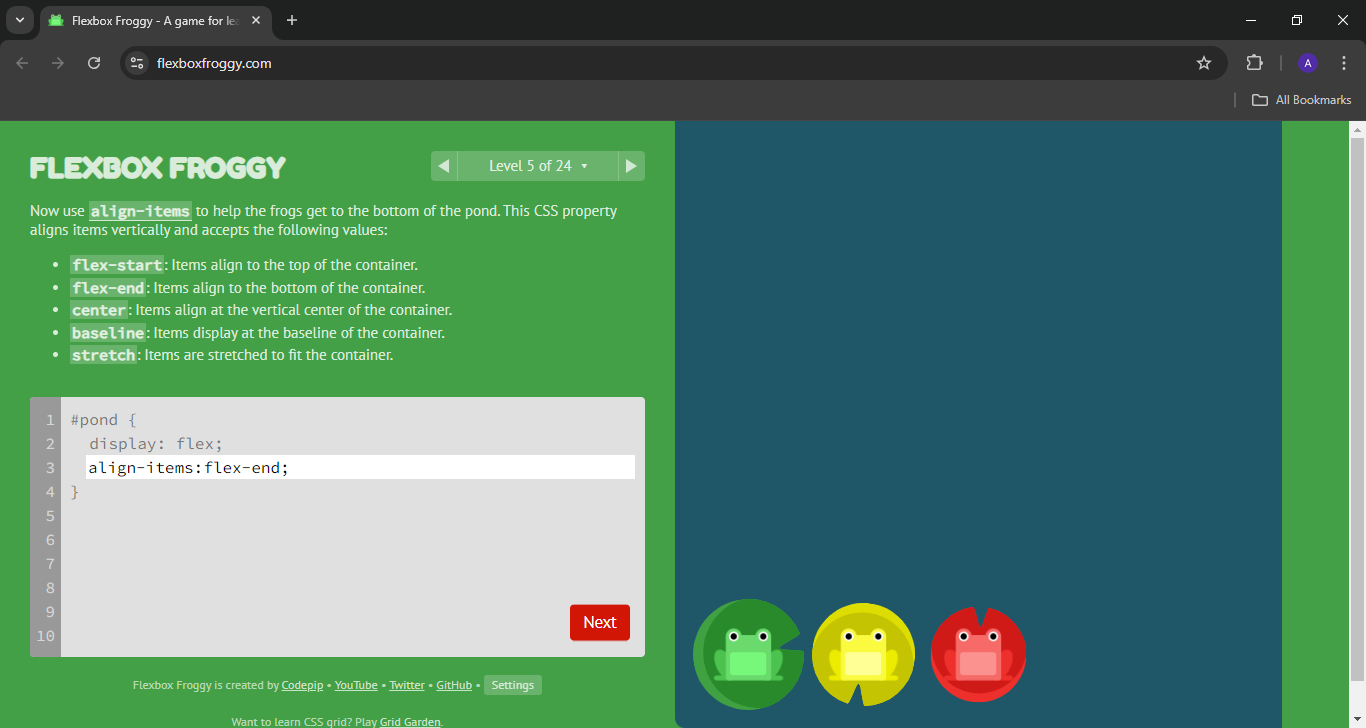 Flexbox Froggy - A game for le
flexboxfroggy.com
A
All Bookmarks
FLEXBOX FROGGY
Level 5 of 24
Now use align-items to help the frogs get to the bottom of the pond. This CSS property
aligns items vertically and accepts the following values:
• flex-start: Items align to the top of the container.
• flex-end: Items align to the bottom of the container.
• center: Items align at the vertical center of the container.
• baseline: Items display at the baseline of the container.
• stretch: Items are stretched to fit the container.
1 #pond {
2 display: flex;
3 align-items:flex-end;
4 }
5
6
7
8
9
10
Next
Flexbox Froggy is created by Codepip • YouTube • Twitter • GitHub • Settings
Want to learn CSS grid? Play Grid Garden.